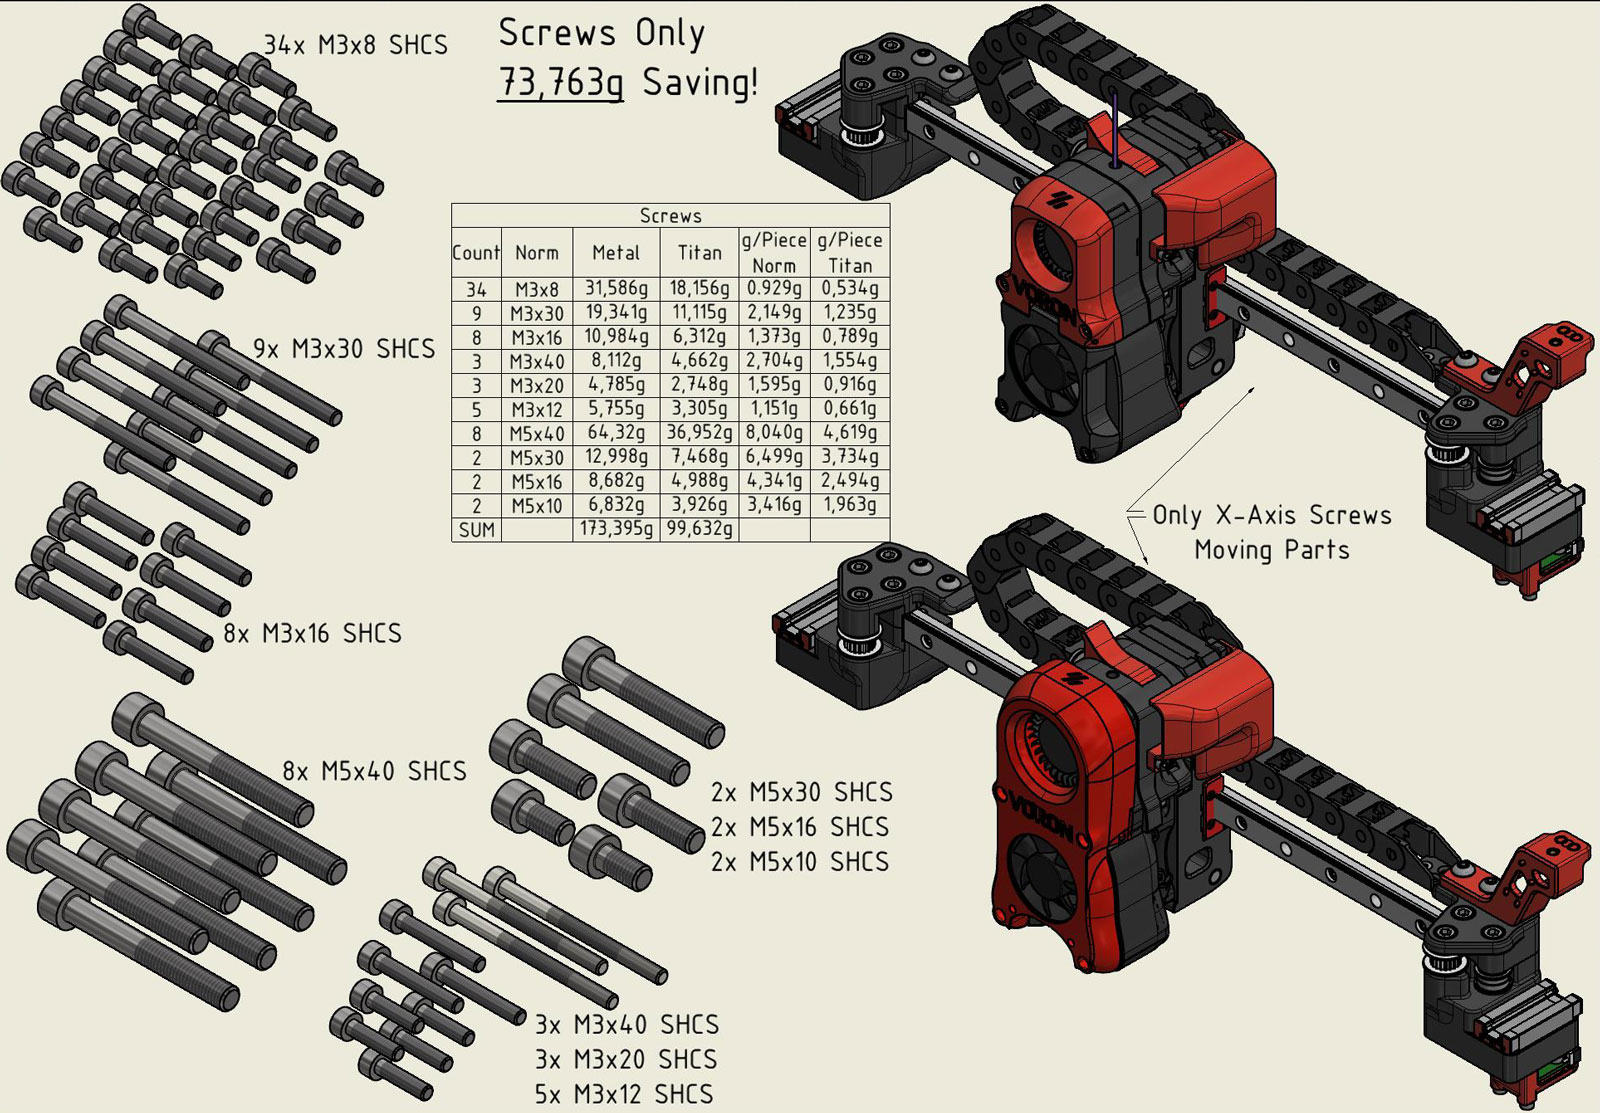 34x M3x8 SHCS
Screws Only
73,763g Saving!
Screws
Count Norm Metal Titan g/Piece Norm g/Piece Titan
34 M3x8 31,586g 18,156g 0.929g 0,534g
9 M3x30 19,341g 11,115g 2,149g 1,235g
8 M3x16 10,984g 6,312g 1,373g 0,789g
3 M3x40 8,112g 4,662g 2,704g 1,554g
3 M3x20 4,785g 2,748g 1,595g 0,916g
5 M3x12 5,755g 3,305g 1,151g 0,661g
8 M5x40 64,32g 36,952g 8,040g 4,619g
2 M5x30 12,998g 7,468g 6,499g 3,734g
2 M5x16 8,682g 4,988g 4,341g 2,494g
2 M5x10 6,832g 3,926g 3,416g 1,963g
SUM 173,395g 99,632g
9x M3x30 SHCS
VORON
Only X-Axis Screws
Moving Parts
8x M3x16 SHCS
8x M5x40 SHCS
2x M5x30 SHCS
2x M5x16 SHCS
2x M5x10 SHCS
VORON
3x M3x40 SHCS
3x M3x20 SHCS
5x M3x12 SHCS